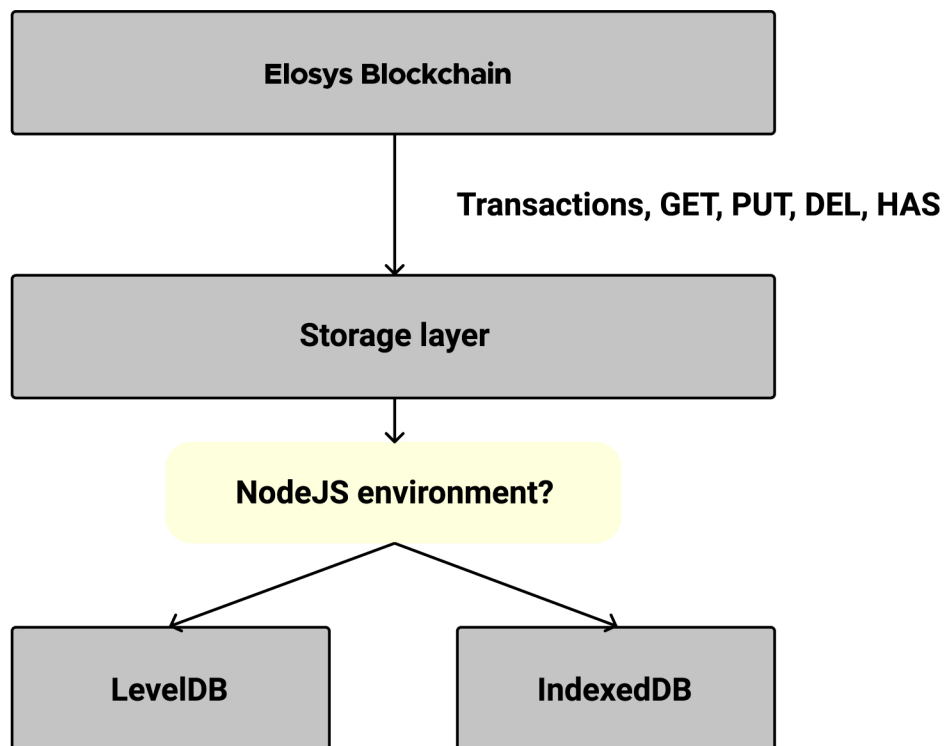 Elosys Blockchain
Transactions, GET, PUT, DEL, HAS
Storage layer
NodeJS environment?
LevelDB
IndexedDB